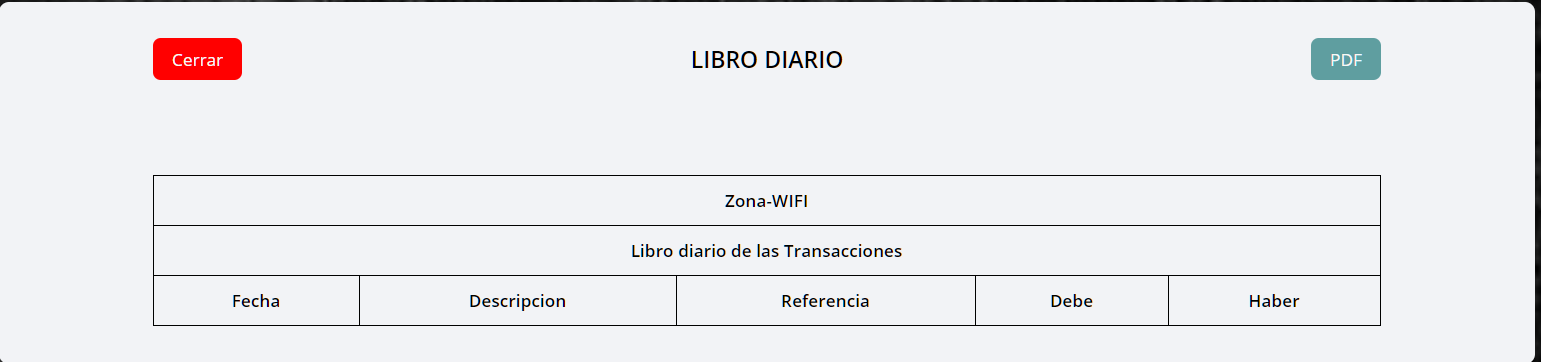 Cerrar
LIBRO DIARIO
PDF
Zona-WIFI
Libro diario de las Transacciones
Fecha Descripcion Referencia Debe Haber